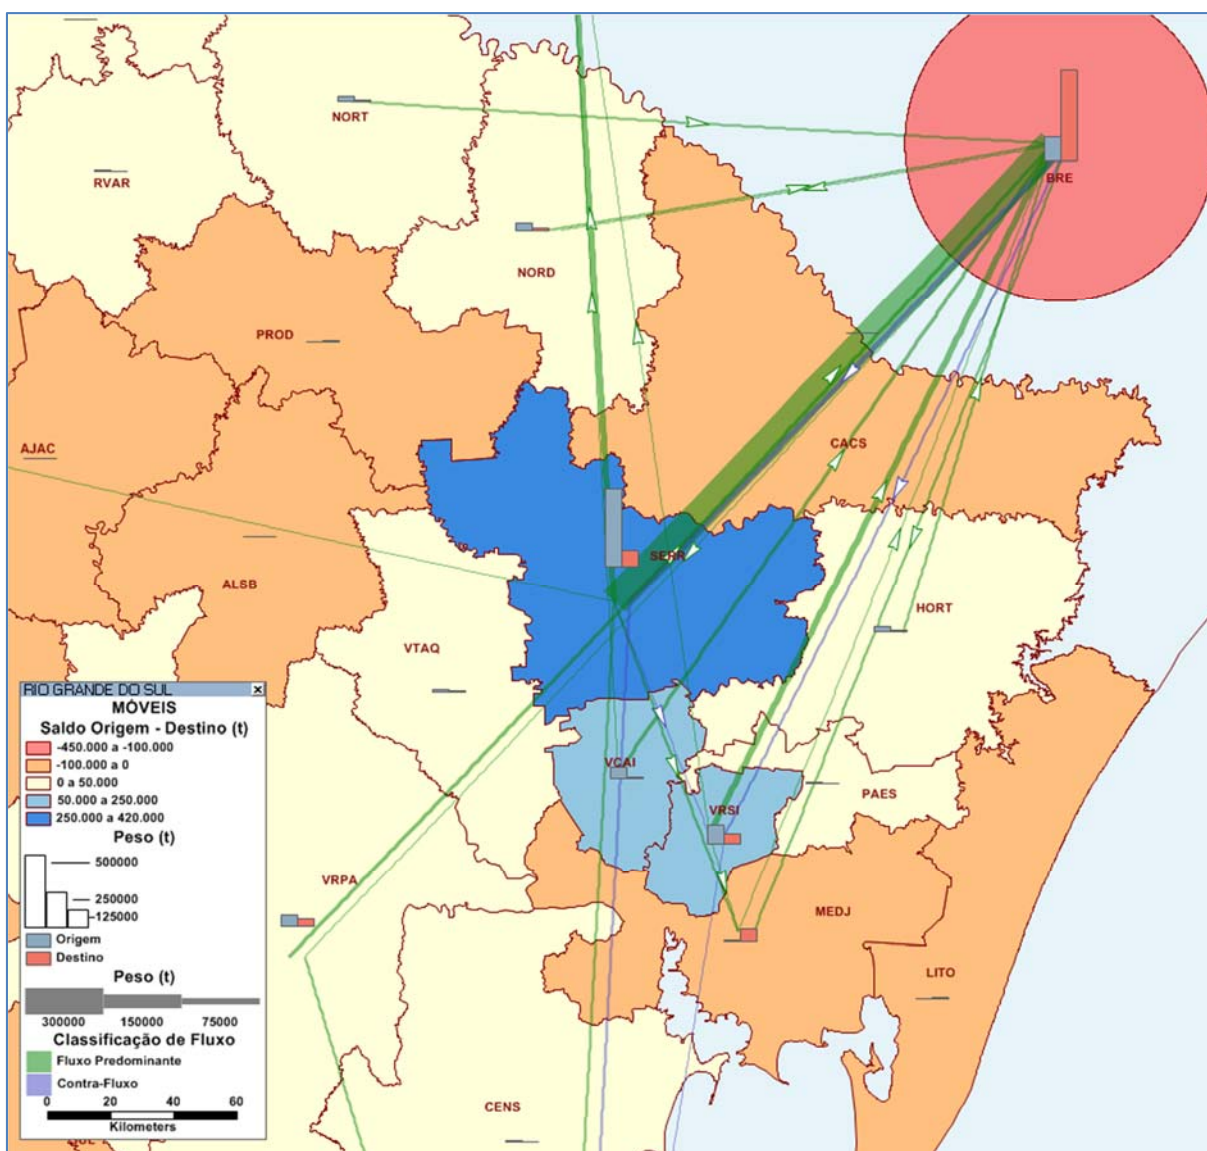 NORT
RVAR
BRE
NORD
PROD
CACS
AJAC
SERR
ALSB
HORT
VTAQ
VCAI
PAES
VRSI
VRPA
MEDJ
LITO
CENS
RIO GRANDE DO SUL
MÓVEIS
Saldo Origem - Destino (t)
-450.000 a -100.000
-100.000 a 0
0 a 50.000
50.000 a 250.000
250.000 a 420.000
Peso (t)
500000
250000
125000
Origem
Destino
Peso (t)
300000 150000 75000
Classificação de Fluxo
Fluxo Predominante
Contra-Fluxo
0 20 40 60
Kilometers